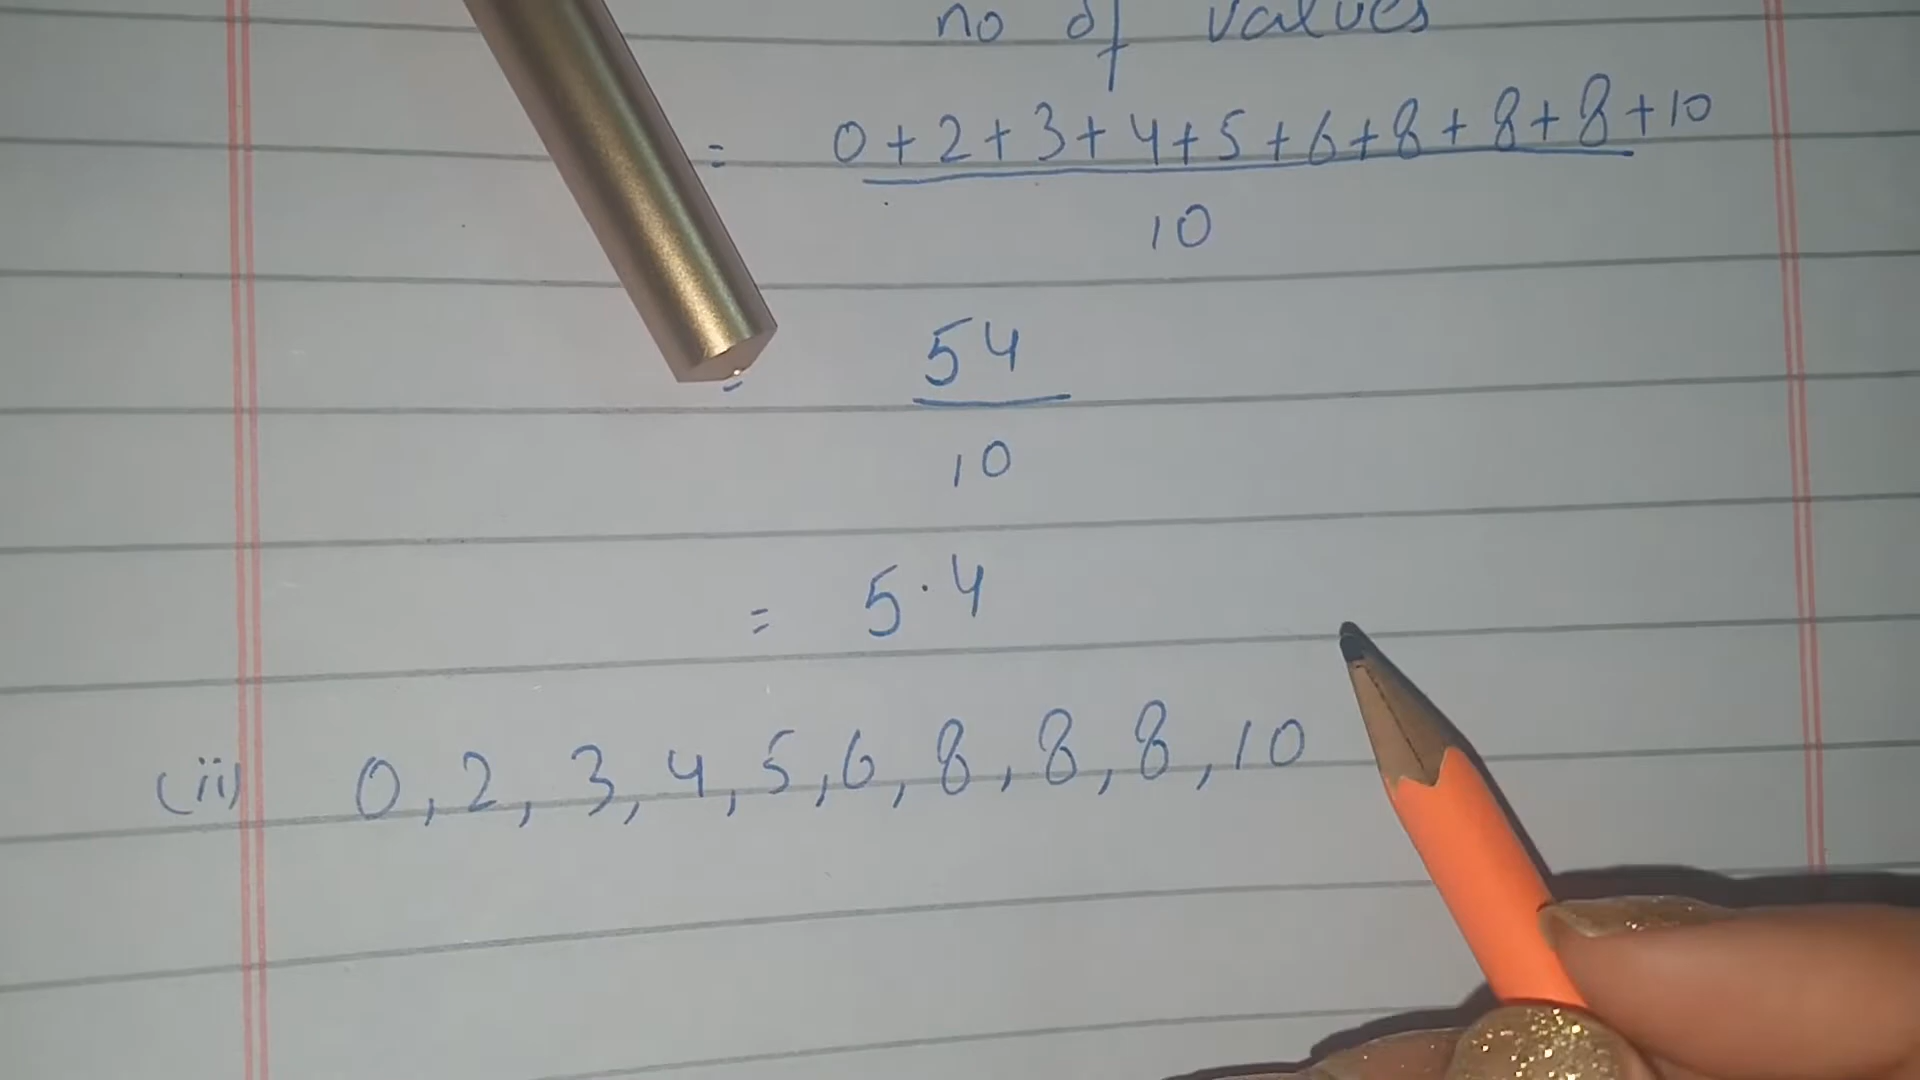 no of values
= 0+2+3+4+5+6+8+8+8+10
10
= 54
10
= 5.4
(ii) 0, 2, 3, 4, 5, 6, 8, 8, 8, 10